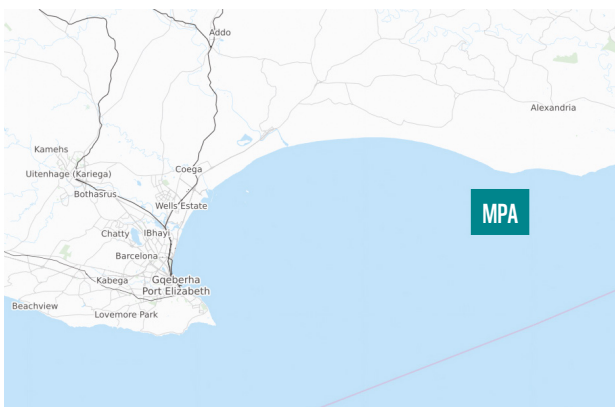 Addo
Alexandria
Kamehs
Coega
Uitenhage (Kariega)
Bothasrus
Wells Estate
MPA
Chatty
IBhayi
Barcelona
Kabega
Gqeberha
Port Elizabeth
Beachview
Lovemore Park